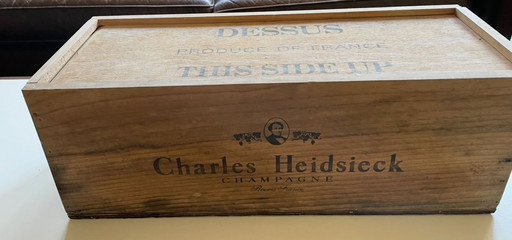 DESSUS
PRODUCE OF FRANCE
THIS SIDE UP
Charles Heidsieck
CHAMPAGNE